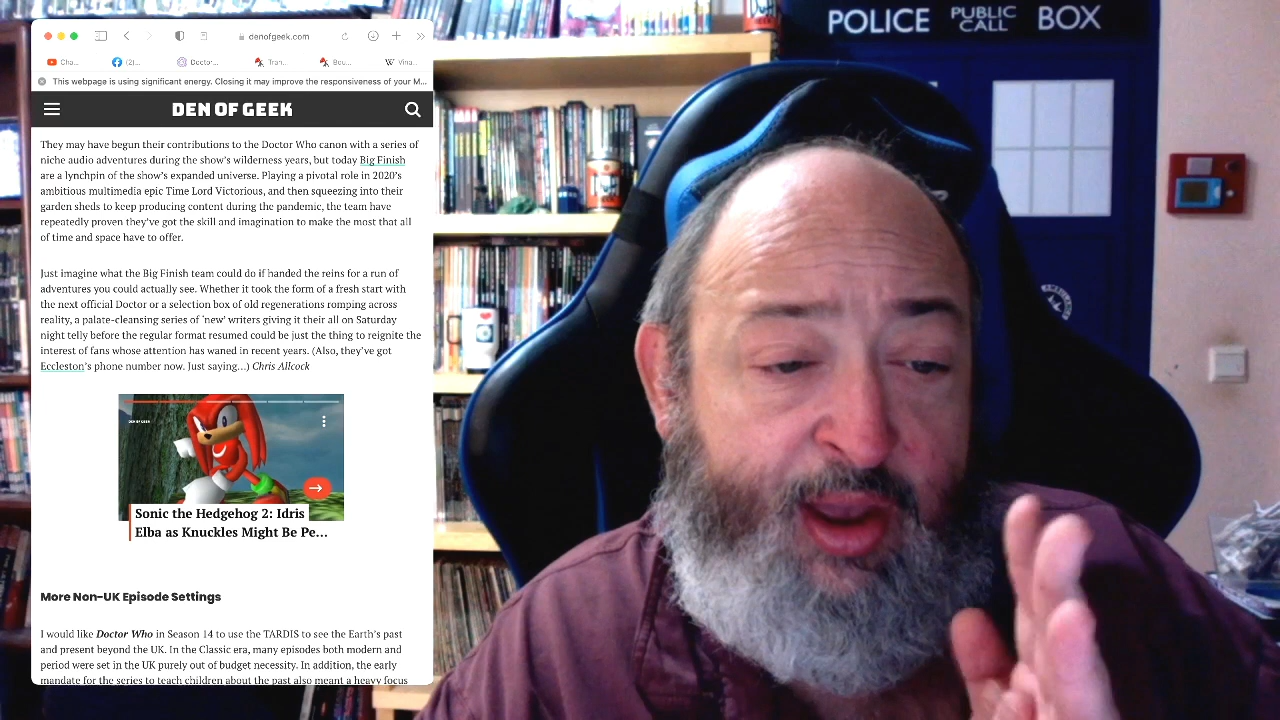 POLICE PUBLIC CALL BOX
denofgeek.com
Cha...
(2)...
Doctor...
Tran...
Bou...
Vinu...
This webpage is using significant energy. Closing it may improve the responsiveness of your M...
DEN OF GEEK
They may have begun their contributions to the Doctor Who canon with a series of
niche audio adventures during the show's wilderness years, but today Big Finish
are a lynchpin of the show's expanded universe. Playing a pivotal role in 2020's
ambitious multimedia epic Time Lord Victorious, and then squeezing into their
garden sheds to keep producing content during the pandemic, the team have
repeatedly proven they've got the skill and imagination to make the most that all
of time and space have to offer.
Just imagine what the Big Finish team could do if handed the reins for a run of
adventures you could actually see. Whether it took the form of a fresh start with
the next official Doctor or a selection box of old regenerations romping across
reality, a palate-cleansing series of 'new' writers giving it their all on Saturday
night telly before the regular format resumed could be just the thing to reignite the
interest of fans whose attention has waned in recent years. (Also, they've got
Eccleston's phone number now. Just saying...) Chris Allcock
DEN OF GEEK
Sonic the Hedgehog 2: Idris
Elba as Knuckles Might Be Pe...
More Non-UK Episode Settings
I would like Doctor Who in Season 14 to use the TARDIS to see the Earth's past
and present beyond the UK. In the Classic era, many episodes both modern and
period were set in the UK purely out of budget necessity. In addition, the early
mandate for the series to teach children about the past also meant a heavy focus